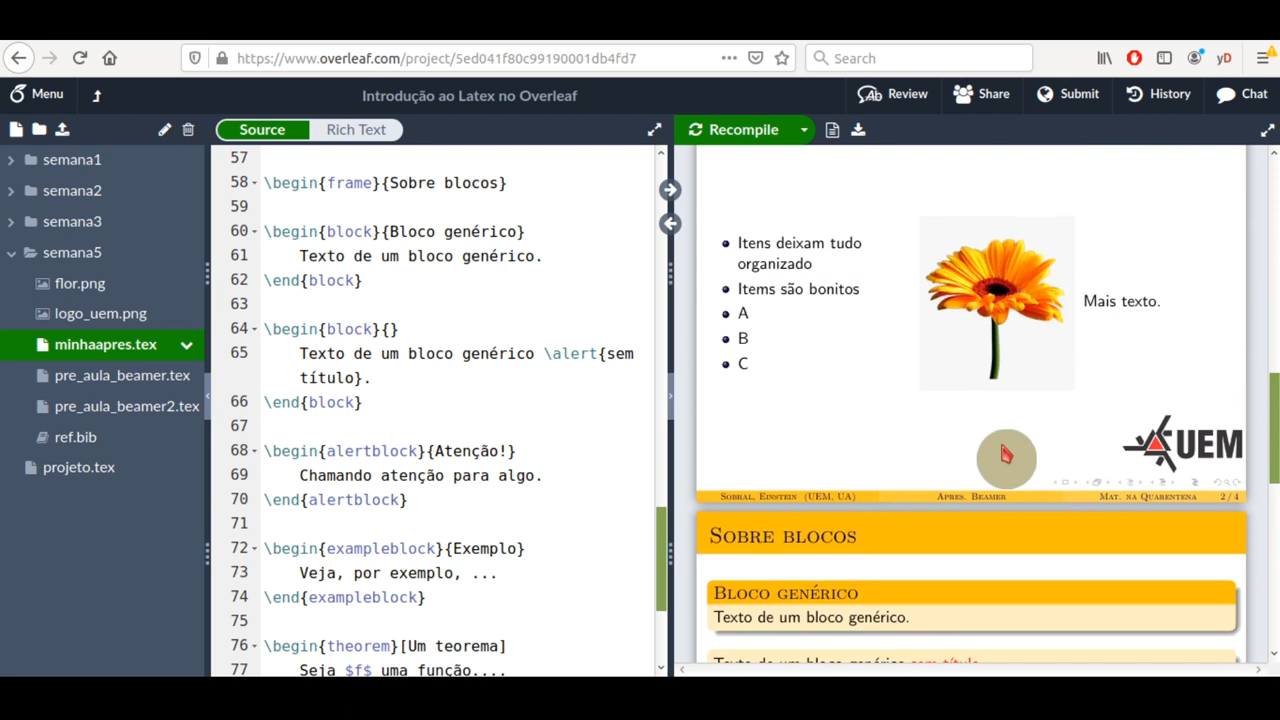 https://www.overleaf.com/project/5ed041f80c99190001db4fd7
Search
yD
Menu
Introdução ao Latex no Overleaf
Review
Share
Submit
History
Chat
Source
Rich Text
Recompile
semana1
semana2
semana3
semana5
flor.png
logo_uem.png
minhaapres.tex
pre_aula_beamer.tex
pre_aula_beamer2.tex
ref.bib
projeto.tex
57
58 \begin{frame}{Sobre blocos}
59
60 \begin{block}{Bloco genérico}
61 Texto de um bloco genérico.
62 \end{block}
63
64 \begin{block}{}
65 Texto de um bloco genérico \alert{sem
título}.
66 \end{block}
67
68 \begin{alertblock}{Atenção!}
69 Chamando atenção para algo.
70 \end{alertblock}
71
72 \begin{exampleblock}{Exemplo}
73 Veja, por exemplo, ...
74 \end{exampleblock}
75
76 \begin{theorem}[Um teorema]
77 Seja $f$ uma função....
Itens deixam tudo
organizado
Items são bonitos
A
B
C
Mais texto.
UEM
Sobral, Einstein (UEM, UA)
Apres. Beamer
Mat. na Quarentena
2 / 4
Sobre blocos
Bloco genérico
Texto de um bloco genérico.
Texto de um bloco genérico sem título